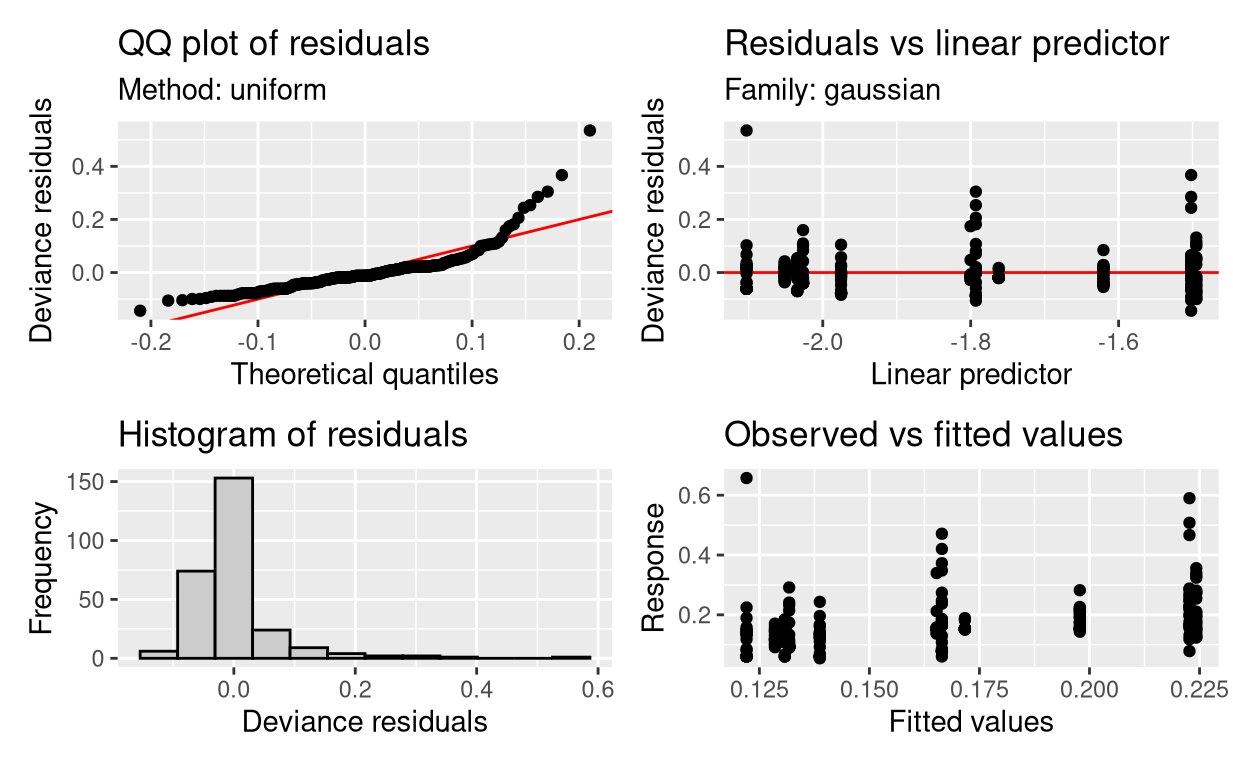 QQ plot of residuals
Method: uniform
Deviance residuals
0.4
0.2
0.0
-0.2
-0.1
0.0
0.1
0.2
Theoretical quantiles
Residuals vs linear predictor
Family: gaussian
Deviance residuals
0.4
0.2
0.0
-2.0
-1.8
-1.6
Linear predictor
Histogram of residuals
Frequency
150
100
50
0
0.0
0.2
0.4
0.6
Deviance residuals
Observed vs fitted values
Response
0.6
0.4
0.2
0.125
0.150
0.175
0.200
0.225
Fitted values